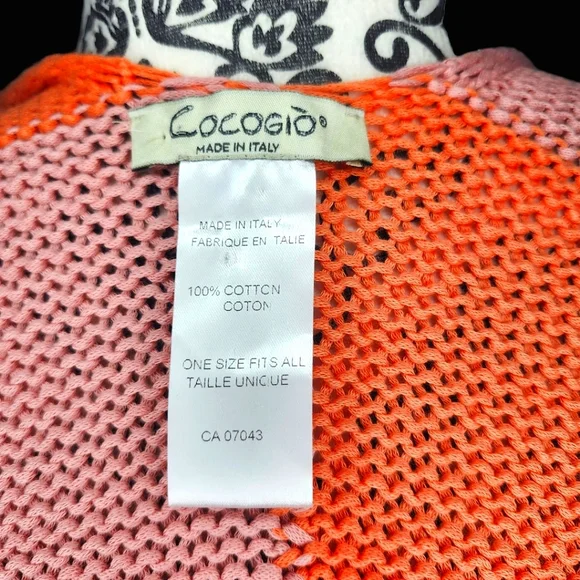 COCOGIÒ
MADE IN ITALY
MADE IN ITALY
FABRIQUE EN TALIE
100% COTTON
COTON
ONE SIZE FITS ALL
TAILLE UNIQUE
CA 07043